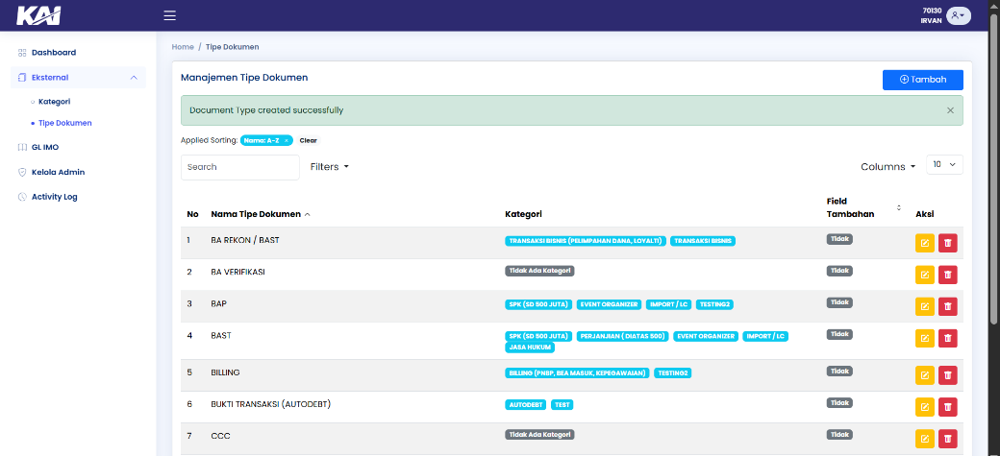 KAI
70130
IRVAN
Dashboard
Eksternal
Kategori
Tipe Dokumen
GL IMO
Kelola Admin
Activity Log
Home / Tipe Dokumen
Manajemen Tipe Dokumen
Tambah
Document Type created successfully
Applied Sorting: Nama: A-Z × Clear
Search Filters Columns 10
No Nama Tipe Dokumen Kategori Field Tambahan Aksi
1 BA REKON / BAST TRANSAKSI BISNIS (PELIMPAHAN DANA, LOYALTI) TRANSAKSI BISNIS Tidak
2 BA VERIFIKASI Tidak Ada Kategori Tidak
3 BAP SPK (SD 500 JUTA) EVENT ORGANIZER IMPORT / LC TESTING2 Tidak
4 BAST SPK (SD 500 JUTA) PERJANJIAN ( DIATAS 500) EVENT ORGANIZER IMPORT / LC Tidak
JASA HUKUM
5 BILLING BILLING (PNBP, BEA MASUK, KEPEGAWAIAN) TESTING2 Tidak
6 BUKTI TRANSAKSI (AUTODEBT) AUTODEBT TEST Tidak
7 CCC Tidak Ada Kategori Tidak